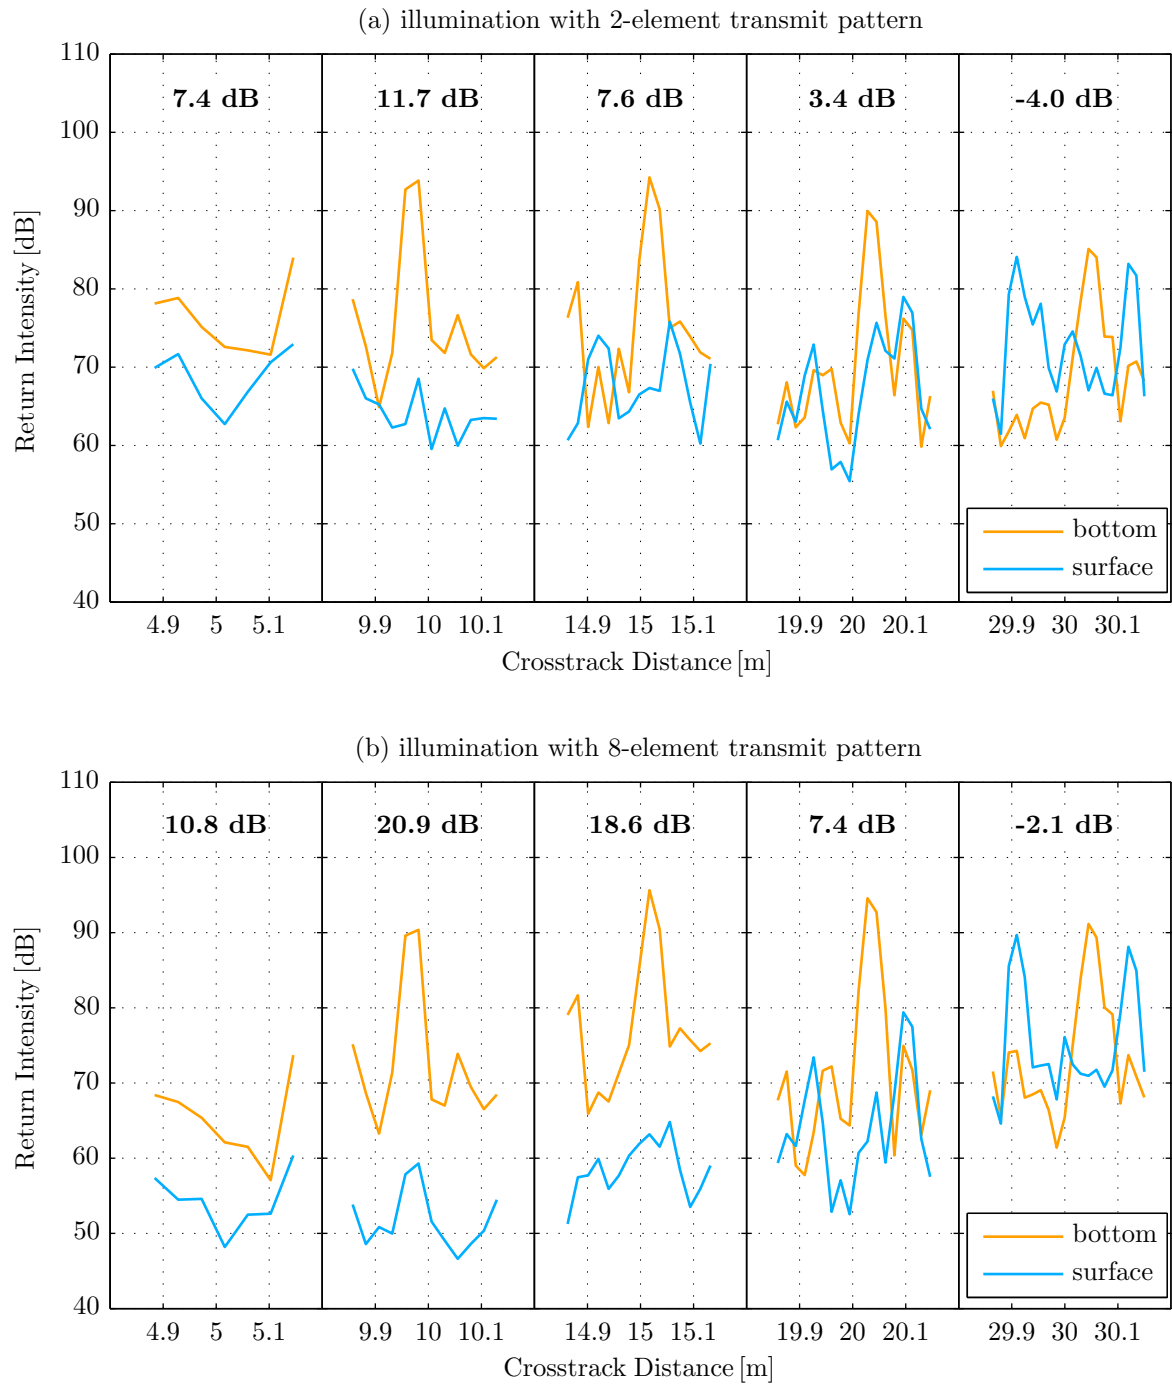 (a) illumination with 2-element transmit pattern
110
100
90
80
70
60
50
40
Return Intensity [dB]
7.4 dB
11.7 dB
7.6 dB
3.4 dB
-4.0 dB
bottom
surface
4.9 5 5.1 9.9 10 10.1 14.9 15 15.1 19.9 20 20.1 29.9 30 30.1
Crosstrack Distance [m]
(b) illumination with 8-element transmit pattern
110
100
90
80
70
60
50
40
Return Intensity [dB]
10.8 dB
20.9 dB
18.6 dB
7.4 dB
-2.1 dB
bottom
surface
4.9 5 5.1 9.9 10 10.1 14.9 15 15.1 19.9 20 20.1 29.9 30 30.1
Crosstrack Distance [m]